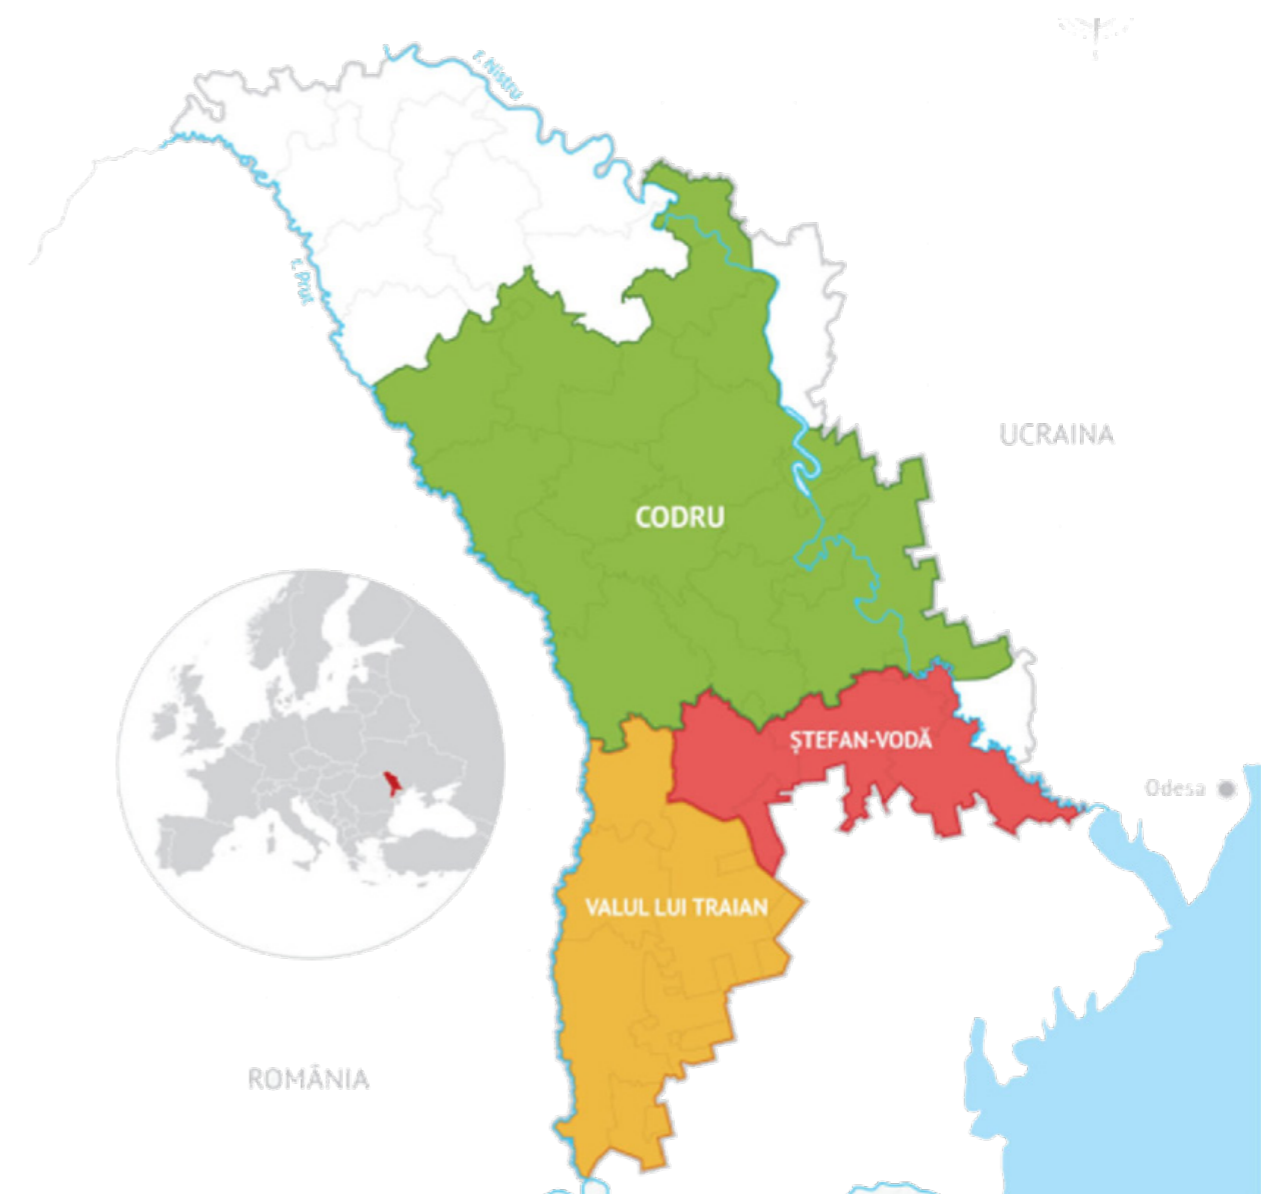 F. Nistru
F. Prut
UCRAINA
CODRU
ȘTEFAN-VODĂ
Odesa
VALUL LUI TRAIAN
ROMÂNIA